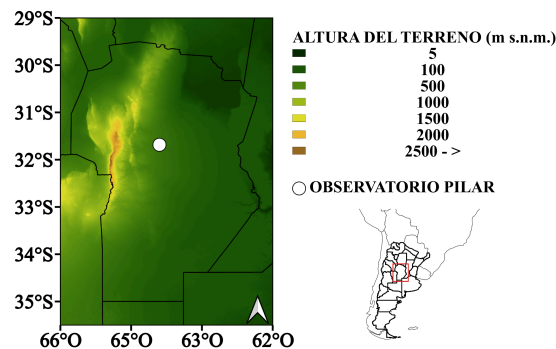 29°S
30°S
31°S
32°S
33°S
34°S
35°S
66°O
65°O
63°O
62°O
ALTURA DEL TERRENO (m s.n.m.)
5
100
500
1000
1500
2000
2500 - >
OBSERVATORIO PILAR